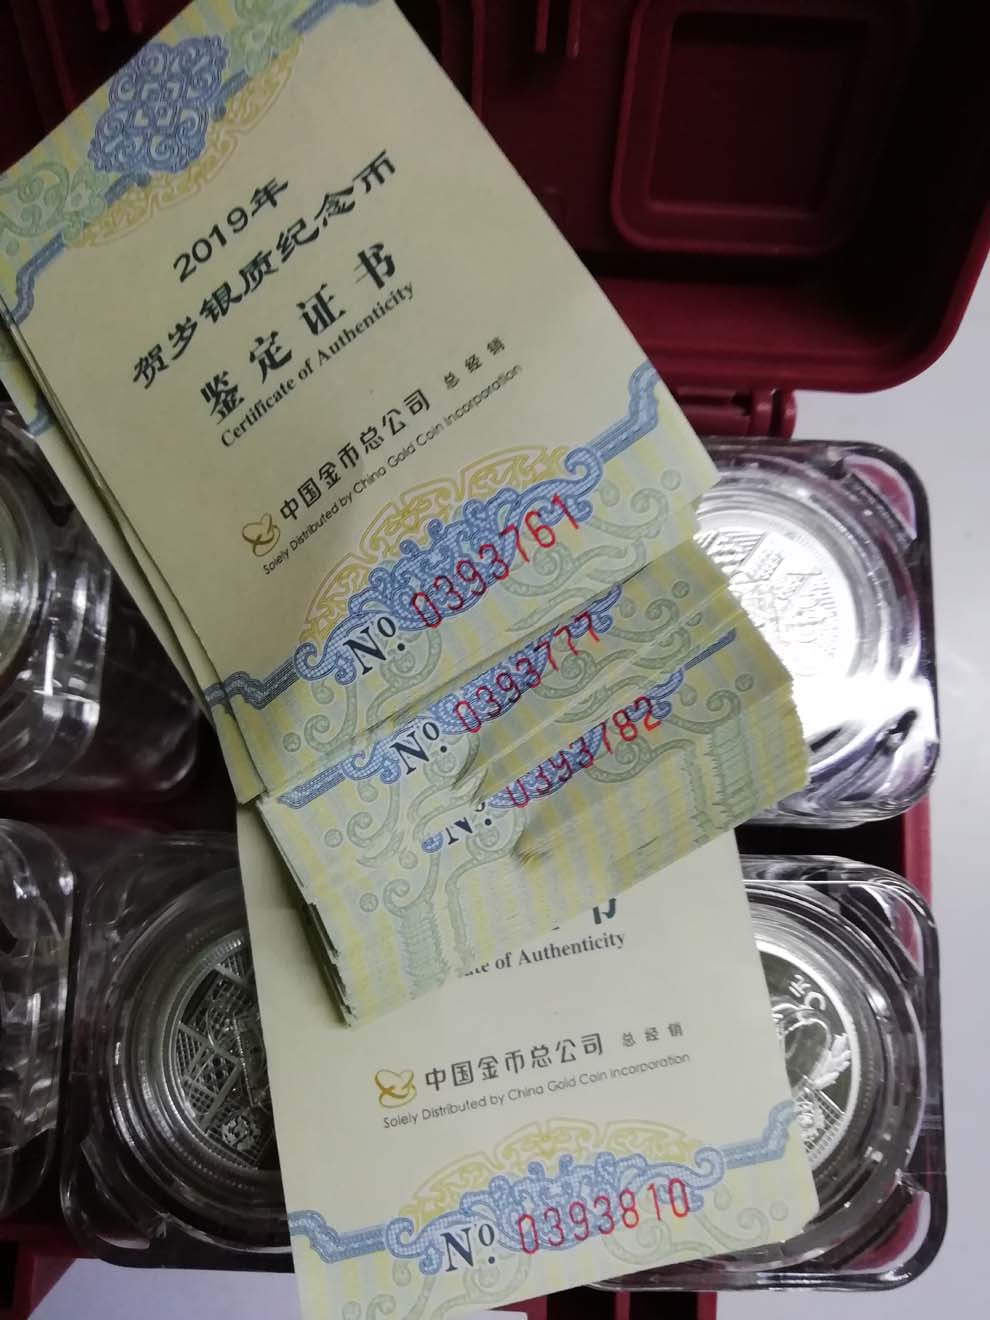 2019年
贺岁银质纪念币
鉴定证书
Certificate of Authenticity
中国金币总公司 总经销
Solely Distributed by China Gold Coin Incorporation
No. 0393761
No. 0393777
0393782
of Authenticity
中国金币总公司 总经销
Solely Distributed by China Gold Coin Incorporation
No. 0393810
元